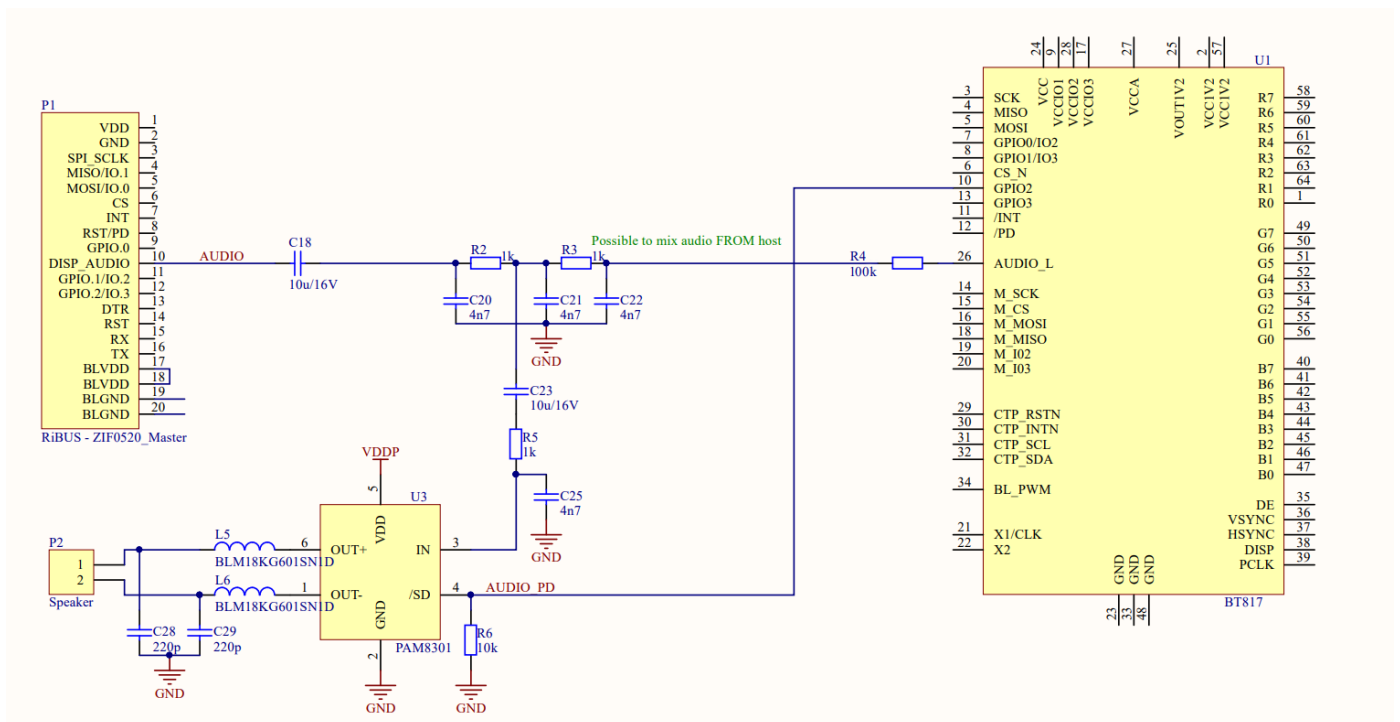 P1
VDD 1
GND 2
SPI_SCLK 3
MISO/IO.1 4
MOSI/IO.0 5
CS 6
INT 7
RST/PD 8
GPIO.0 9
DISP_AUDIO 10
GPIO.1/IO.2 11
GPIO.2/IO.3 12
DTR 13
RST 14
RX 15
TX 16
BLVDD 17
BLVDD 18
BLGND 19
BLGND 20
RiBUS - ZIF0520_Master
AUDIO
C18
10u/16V
R2
1k
R3
1k
Possible to mix audio FROM host
C20
4n7
C21
4n7
C22
4n7
GND
R4
100k
C23
10u/16V
R5
1k
C25
4n7
GND
VDDP
5
U3
VDD
OUT+ 6
OUT- 1
IN 3
/SD 4
GND
2
PAM8301
GND
L5
BLM18KG601SN1D
L6
BLM18KG601SN1D
P2
1
2
Speaker
C28
220p
C29
220p
GND
AUDIO_PD
R6
10k
GND
U1
24 VCC
9 VCCIO1
28 VCCIO2
17 VCCIO3
27 VCCA
25 VOUT1V2
2 VCC1V2
57 VCC1V2
3 SCK
4 MISO
5 MOSI
7 GPIO0/IO2
8 GPIO1/IO3
6 CS_N
10 GPIO2
13 GPIO3
11 /INT
12 /PD
26 AUDIO_L
14 M_SCK
15 M_CS
16 M_MOSI
18 M_MISO
19 M_I02
20 M_I03
29 CTP_RSTN
30 CTP_INTN
31 CTP_SCL
32 CTP_SDA
34 BL_PWM
21 X1/CLK
22 X2
R7 58
R6 59
R5 60
R4 61
R3 62
R2 63
R1 64
R0 1
G7 49
G6 50
G5 51
G4 52
G3 53
G2 54
G1 55
G0 56
B7 40
B6 41
B5 42
B4 43
B3 44
B2 45
B1 46
B0 47
DE 35
VSYNC 36
HSYNC 37
DISP 38
PCLK 39
GND 23
GND 33
GND 48
BT817